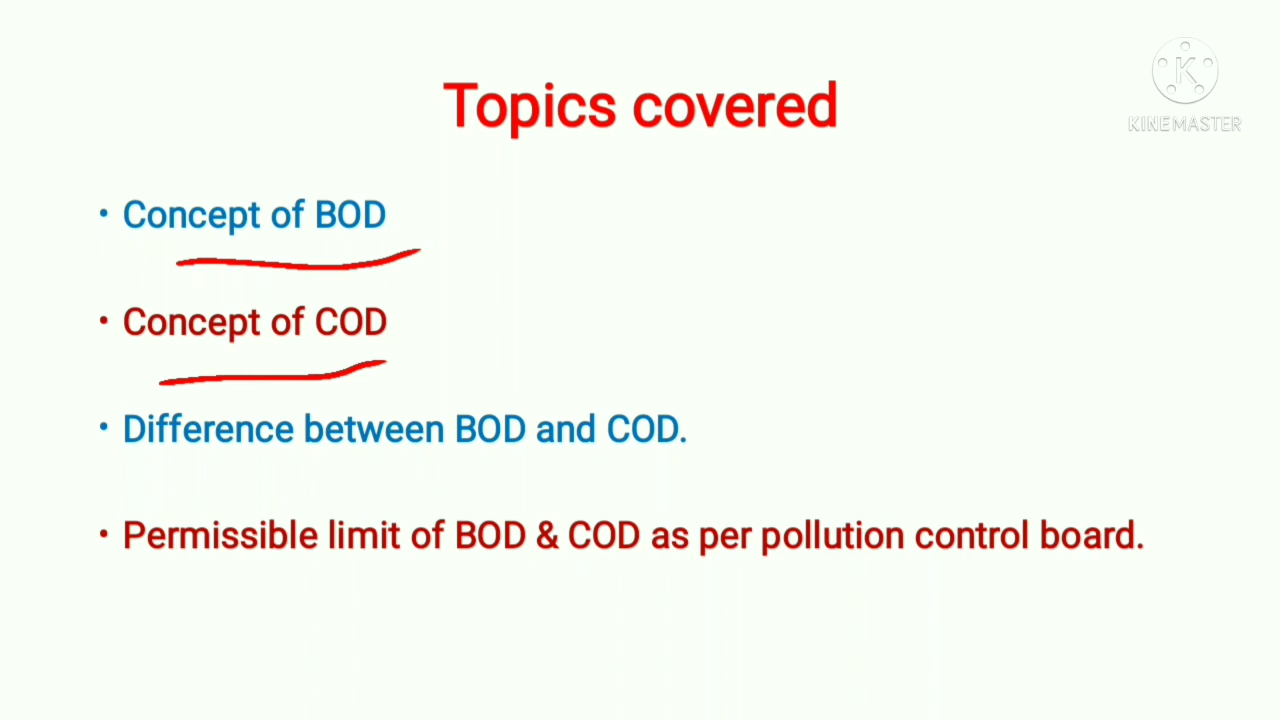 Topics covered
K
KINEMASTER
• Concept of BOD
• Concept of COD
• Difference between BOD and COD.
• Permissible limit of BOD & COD as per pollution control board.